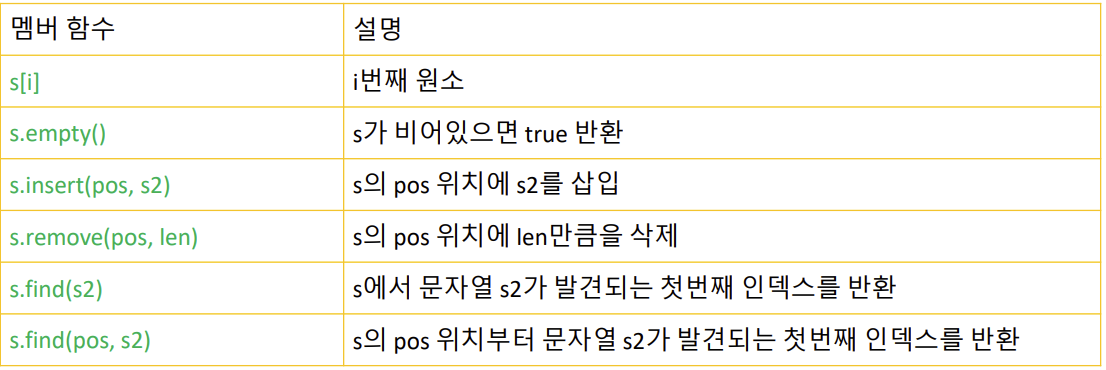 멤버 함수 설명
s[i] i번째 원소
s.empty() s가 비어있으면 true 반환
s.insert(pos, s2) s의 pos 위치에 s2를 삽입
s.remove(pos, len) s의 pos 위치에 len만큼을 삭제
s.find(s2) s에서 문자열 s2가 발견되는 첫번째 인덱스를 반환
s.find(pos, s2) s의 pos 위치부터 문자열 s2가 발견되는 첫번째 인덱스를 반환